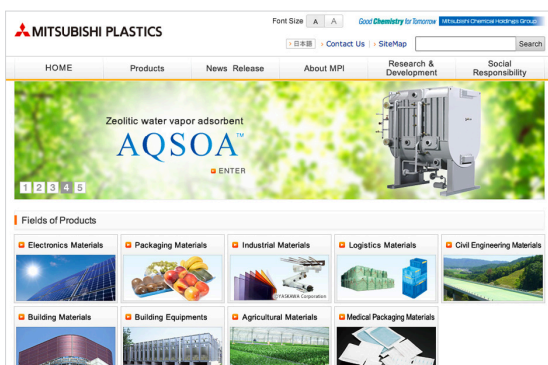 Font Size A A Good Chemistry for Tomorrow Mitsubishi Chemical Holdings Group
MITSUBISHI PLASTICS
日本語 Contact Us SiteMap Search
HOME Products News Release About MPI Research & Development Social Responsibility
Zeolitic water vapor adsorbent
AQSOA™
ENTER
1 2 3 4 5
Fields of Products
Electronics Materials Packaging Materials Industrial Materials Logistics Materials Civil Engineering Materials
©YASKAWA Corporation
Building Materials Building Equipments Agricultural Materials Medical Packaging Materials